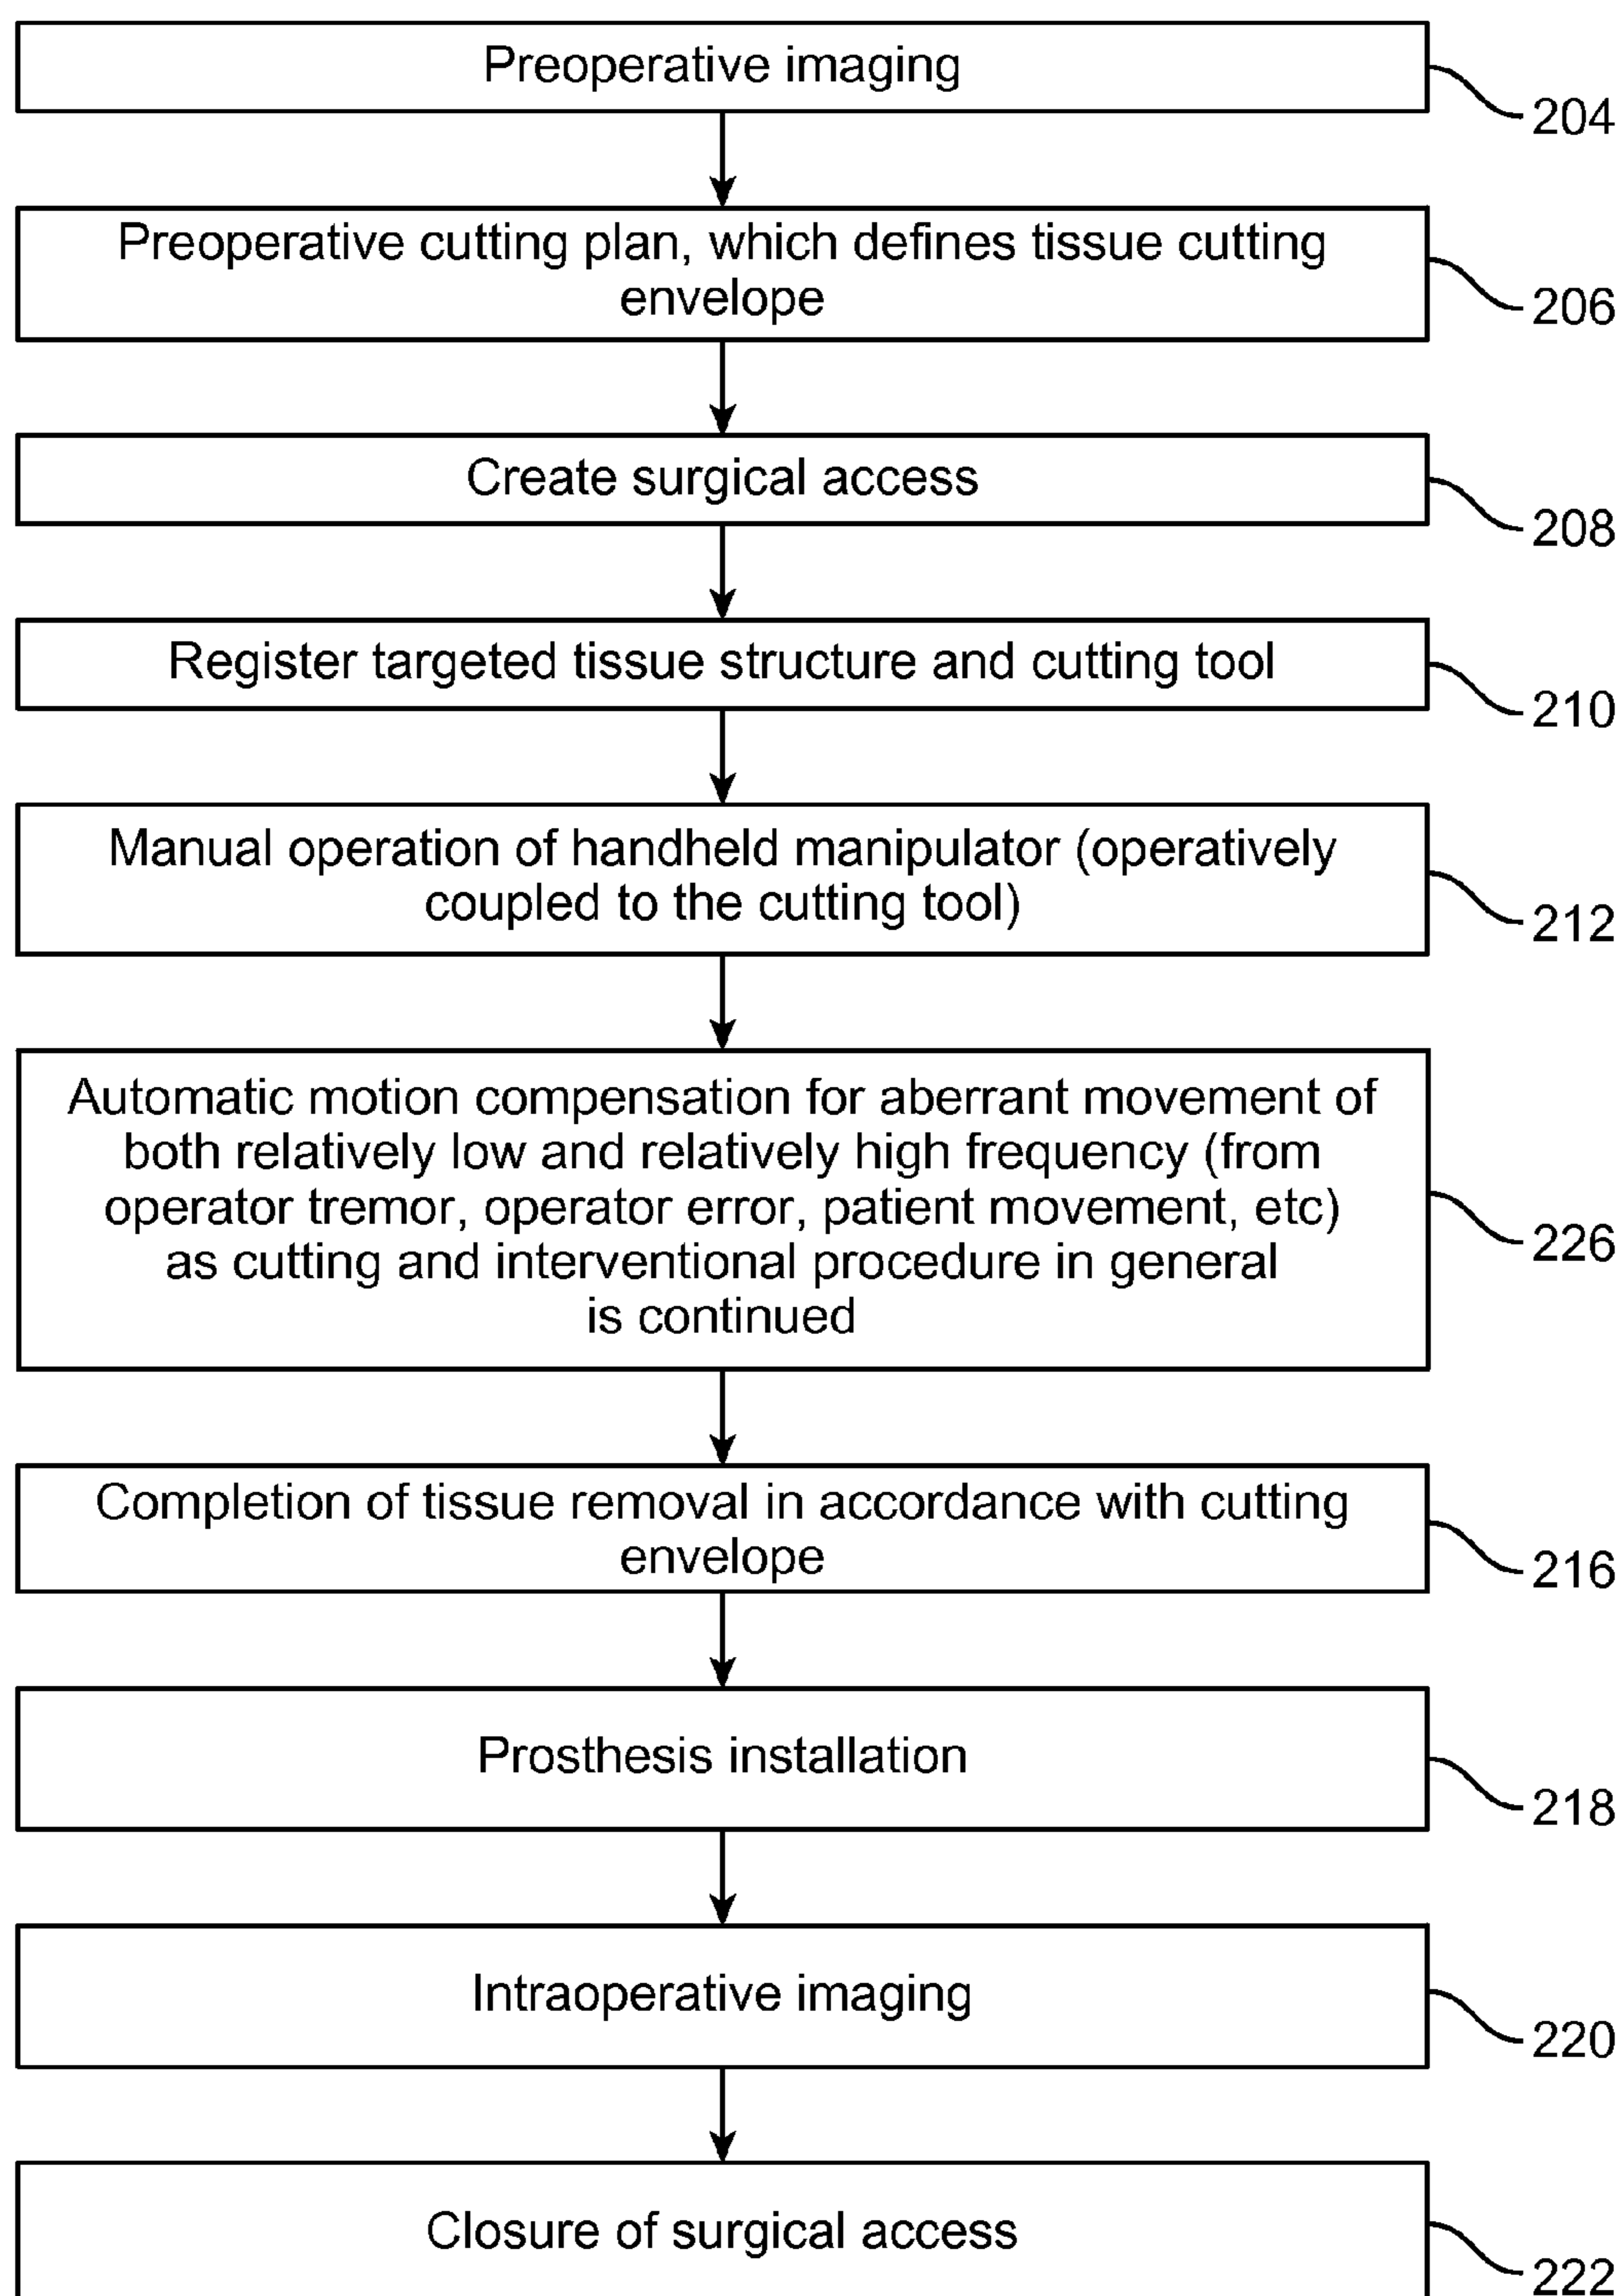 Preoperative imaging
204
Preoperative cutting plan, which defines tissue cutting
envelope
206
Create surgical access
208
Register targeted tissue structure and cutting tool
210
Manual operation of handheld manipulator (operatively
coupled to the cutting tool)
212
Automatic motion compensation for aberrant movement of
both relatively low and relatively high frequency (from
operator tremor, operator error, patient movement, etc)
as cutting and interventional procedure in general
is continued
226
Completion of tissue removal in accordance with cutting
envelope
216
Prosthesis installation
218
Intraoperative imaging
220
Closure of surgical access
222